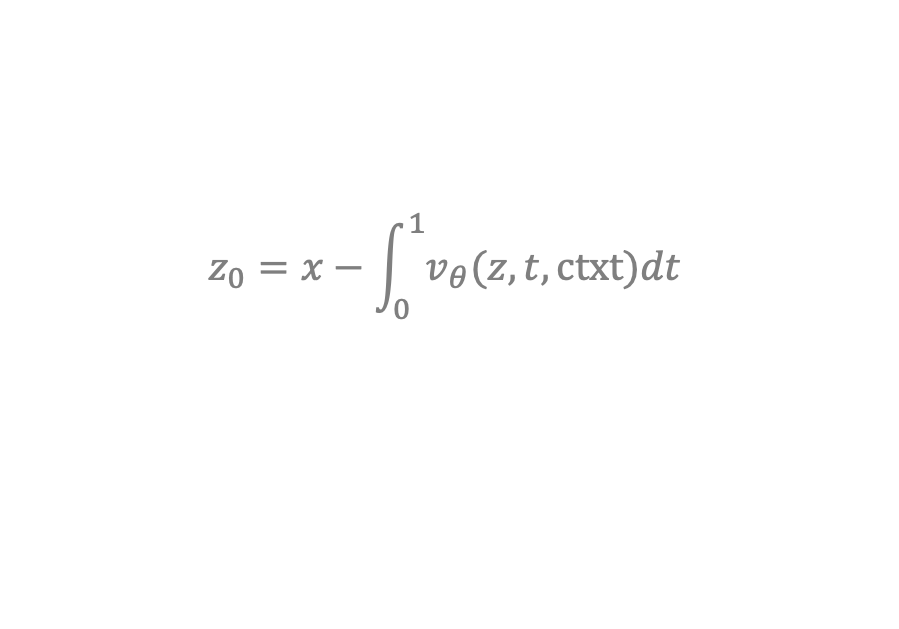 z₀ = x − ∫₀¹ v_θ(z, t, ctxt)dt